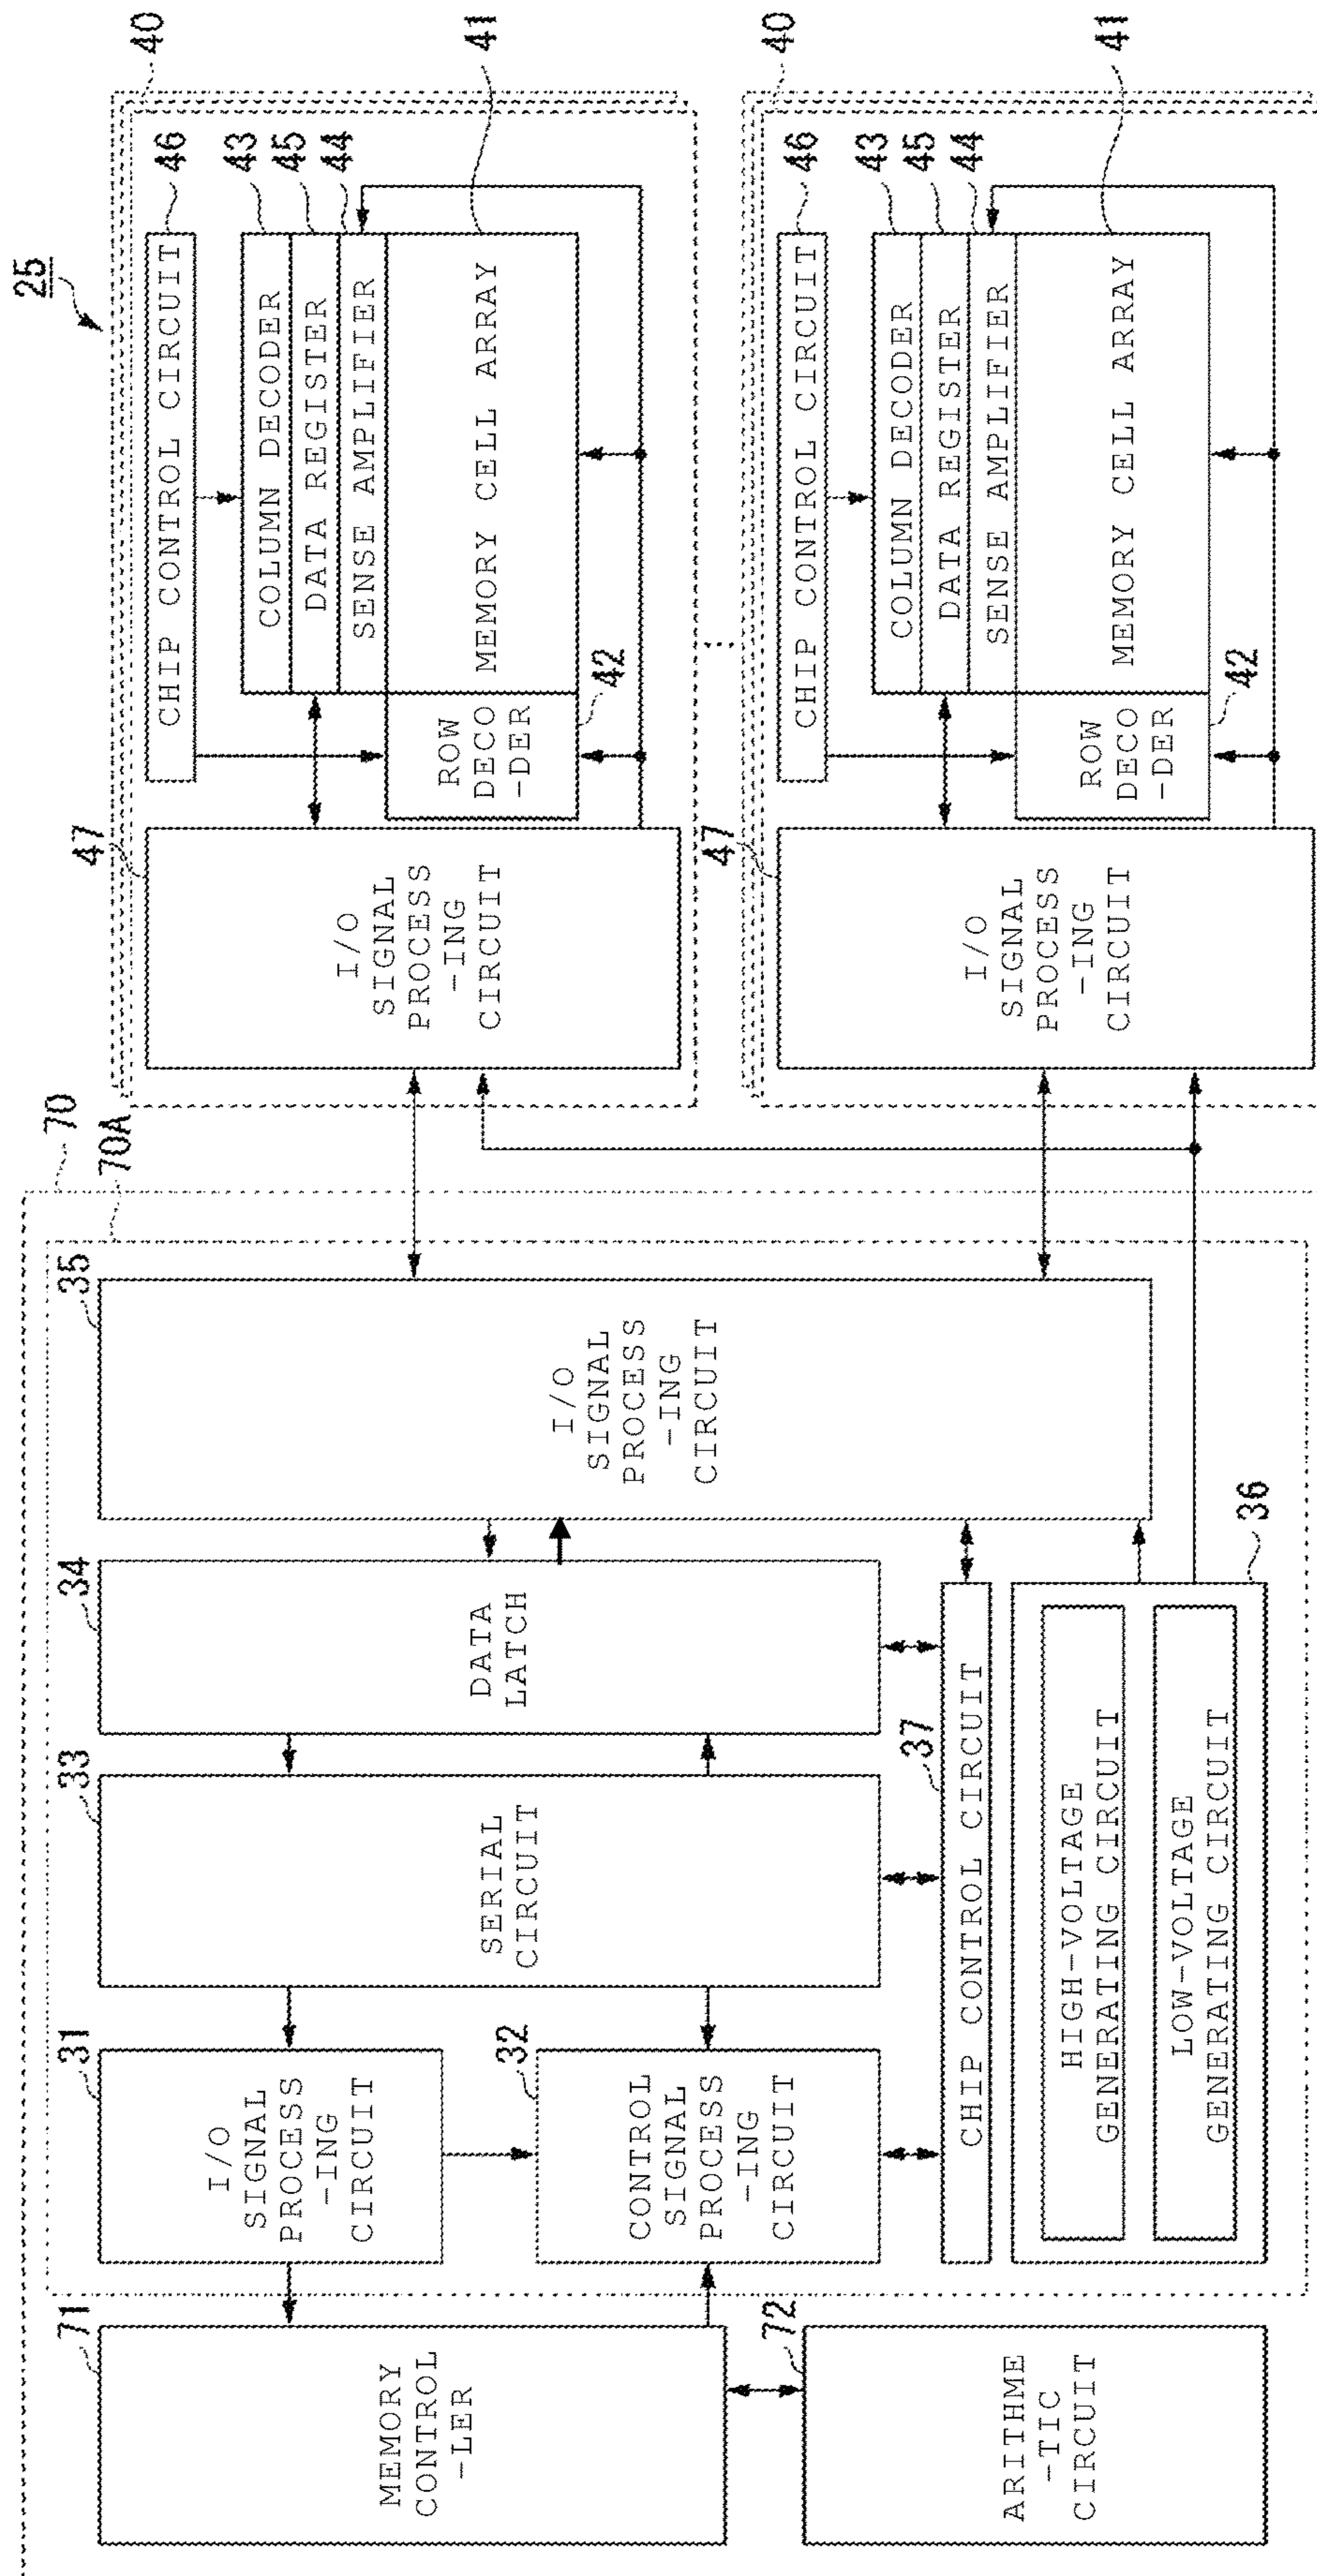 25
70
70A
71
MEMORY
CONTROL
-LER
72
ARITHME
-TIC
CIRCUIT
31
I/O
SIGNAL
PROCESS
-ING
CIRCUIT
32
CONTROL
SIGNAL
PROCESS
-ING
CIRCUIT
33
SERIAL
CIRCUIT
34
DATA
LATCH
35
I/O
SIGNAL
PROCESS
-ING
CIRCUIT
37
CHIP CONTROL CIRCUIT
36
HIGH-VOLTAGE
GENERATING CIRCUIT
LOW-VOLTAGE
GENERATING CIRCUIT
40
47
I/O
SIGNAL
PROCESS
-ING
CIRCUIT
46
CHIP CONTROL CIRCUIT
43
COLUMN DECODER
45
DATA REGISTER
44
SENSE AMPLIFIER
41
MEMORY CELL ARRAY
42
ROW
DECO
-DER
40
47
I/O
SIGNAL
PROCESS
-ING
CIRCUIT
46
CHIP CONTROL CIRCUIT
43
COLUMN DECODER
45
DATA REGISTER
44
SENSE AMPLIFIER
41
MEMORY CELL ARRAY
42
ROW
DECO
-DER